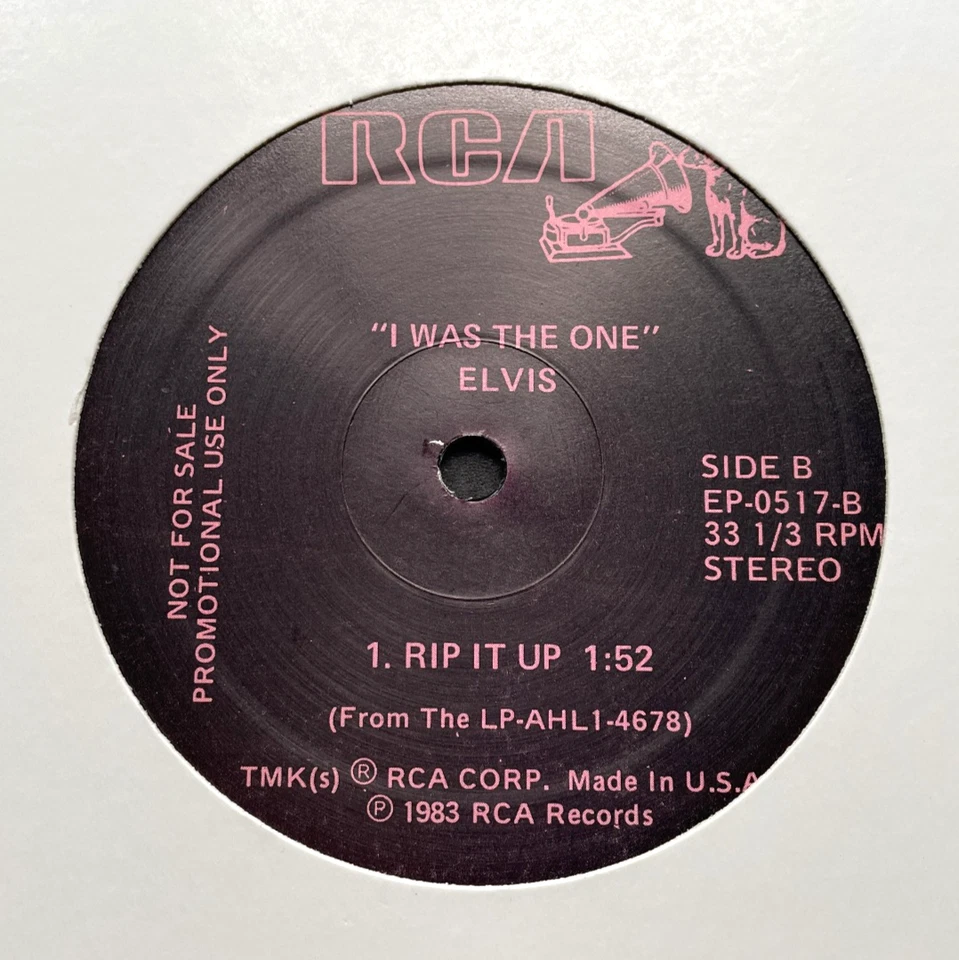 RCA
"I WAS THE ONE"
ELVIS
NOT FOR SALE
PROMOTIONAL USE ONLY
SIDE B
EP-0517-B
33 1/3 RPM
STEREO
1. RIP IT UP 1:52
(From The LP-AHL1-4678)
TMK(s) ® RCA CORP. Made In U.S.A
℗ 1983 RCA Records